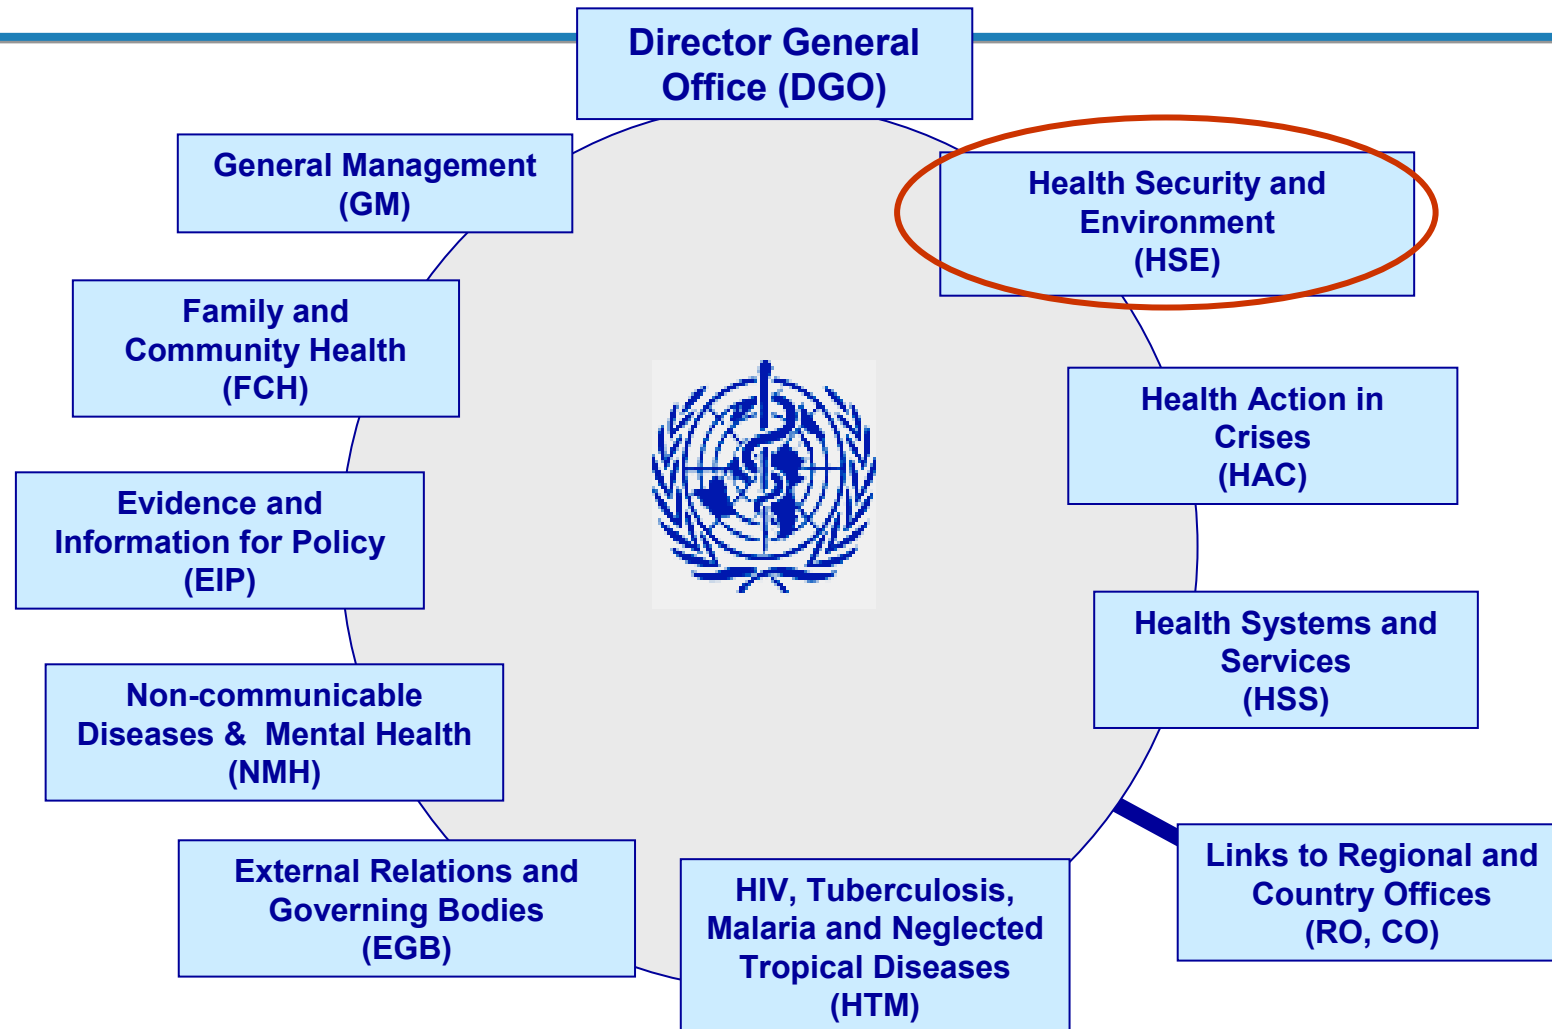 Director General
Office (DGO)
General Management
(GM)
Health Security and
Environment
(HSE)
Family and
Community Health
(FCH)
Health Action in
Crises
(HAC)
Evidence and
Information for Policy
(EIP)
Health Systems and
Services
(HSS)
Non-communicable
Diseases &  Mental Health
(NMH)
Links to Regional and
Country Offices
(RO, CO)
External Relations and
Governing Bodies
(EGB)
HIV, Tuberculosis,
Malaria and Neglected
Tropical Diseases
(HTM)